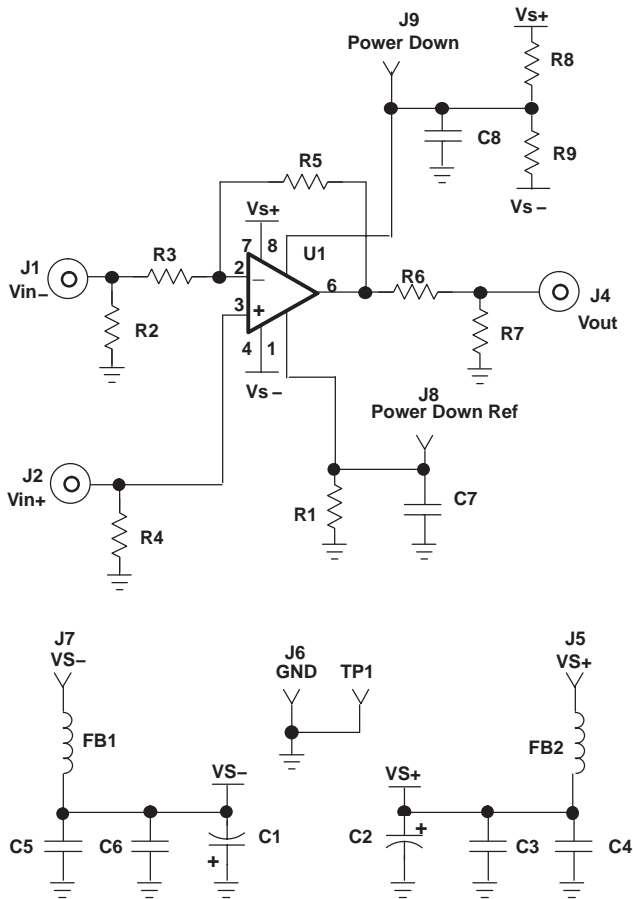 J9
Power Down
Vs+
R8
C8
R9
Vs−
R5
Vs+
7 8
U1
J1
Vin−
R3
2
−
6
R6
J4
Vout
R2
3
+
R7
4 1
Vs−
J8
Power Down Ref
J2
Vin+
R4
R1
C7
J7
VS−
J6
GND
TP1
J5
VS+
FB1
FB2
VS−
VS+
C5
C6
C1
+
C2
+
C3
C4